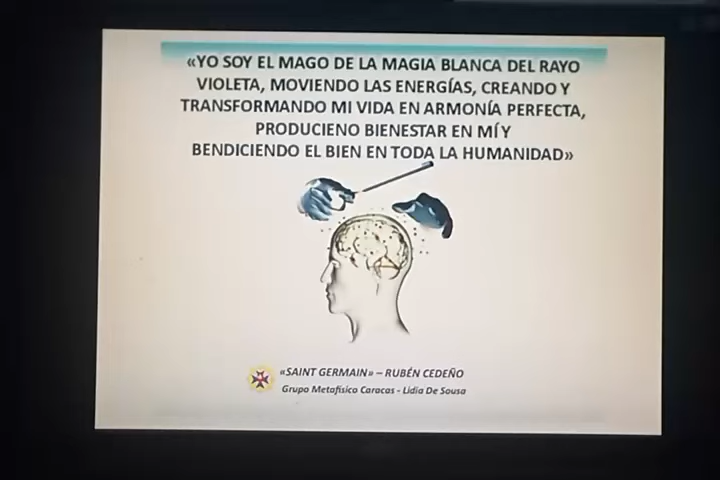 «YO SOY EL MAGO DE LA MAGIA BLANCA DEL RAYO
VIOLETA, MOVIENDO LAS ENERGÍAS, CREANDO Y
TRANSFORMANDO MI VIDA EN ARMONÍA PERFECTA,
PRODUCIENO BIENESTAR EN MÍ Y
BENDICIENDO EL BIEN EN TODA LA HUMANIDAD»
«SAINT GERMAIN» – RUBÉN CEDEÑO
Grupo Metafísico Caracas - Lidia De Sousa